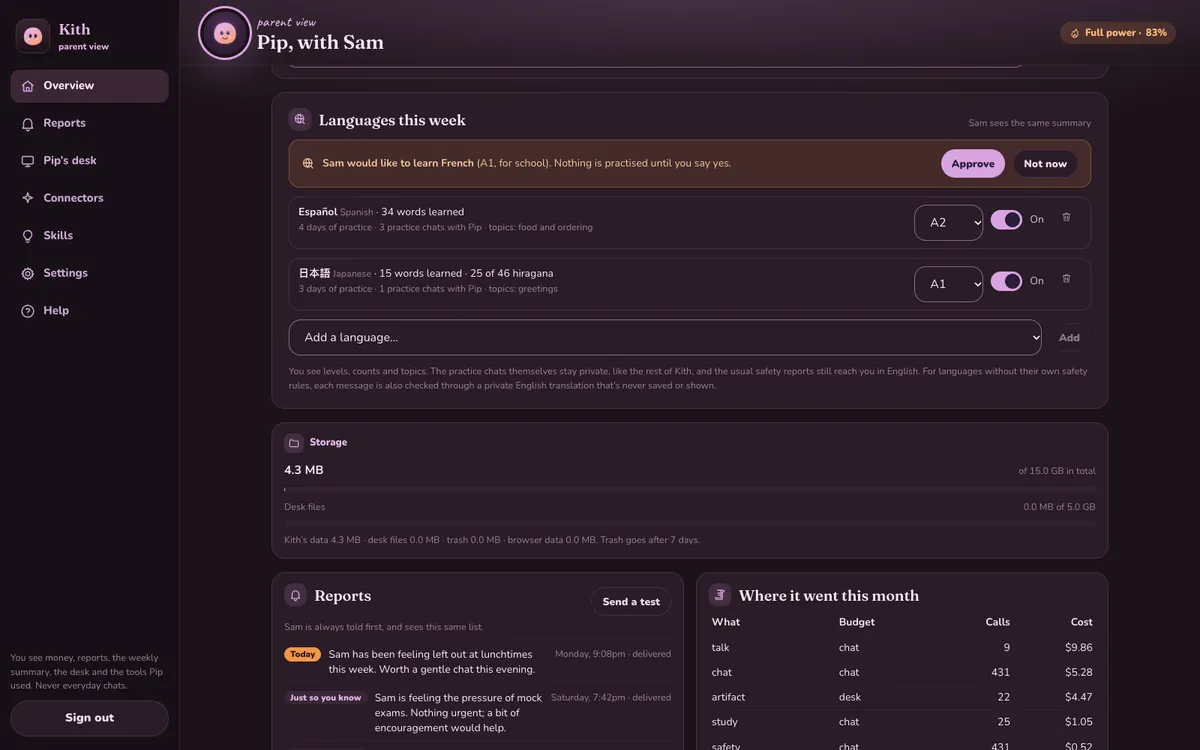 Kith
parent view
Overview
Reports
Pip's desk
Connectors
Skills
Settings
Help
You see money, reports, the weekly
summary, the desk and the tools Pip
used. Never everyday chats.
Sign out
parent view
Pip, with Sam
Full power · 83%
Languages this week
Sam sees the same summary
Sam would like to learn French (A1, for school). Nothing is practised until you say yes.
Approve
Not now
Español Spanish · 34 words learned
4 days of practice · 3 practice chats with Pip · topics: food and ordering
A2
On
日本語 Japanese · 15 words learned · 25 of 46 hiragana
3 days of practice · 1 practice chats with Pip · topics: greetings
A1
On
Add a language...
Add
You see levels, counts and topics. The practice chats themselves stay private, like the rest of Kith, and the usual safety reports still reach you in English. For languages without their own safety
rules, each message is also checked through a private English translation that's never saved or shown.
Storage
4.3 MB
of 15.0 GB in total
Desk files
0.0 MB of 5.0 GB
Kith's data 4.3 MB · desk files 0.0 MB · trash 0.0 MB · browser data 0.0 MB. Trash goes after 7 days.
Reports
Send a test
Sam is always told first, and sees this same list.
Today
Sam has been feeling left out at lunchtimes
this week. Worth a gentle chat this evening.
Monday, 9:08pm · delivered
Just so you know
Sam is feeling the pressure of mock
exams. Nothing urgent; a bit of
encouragement would help.
Saturday, 7:42pm · delivered
Where it went this month
What Budget Calls Cost
talk chat 9 $9.86
chat chat 431 $5.28
artifact desk 22 $4.47
study chat 25 $1.05
safety chat 431 $0.52